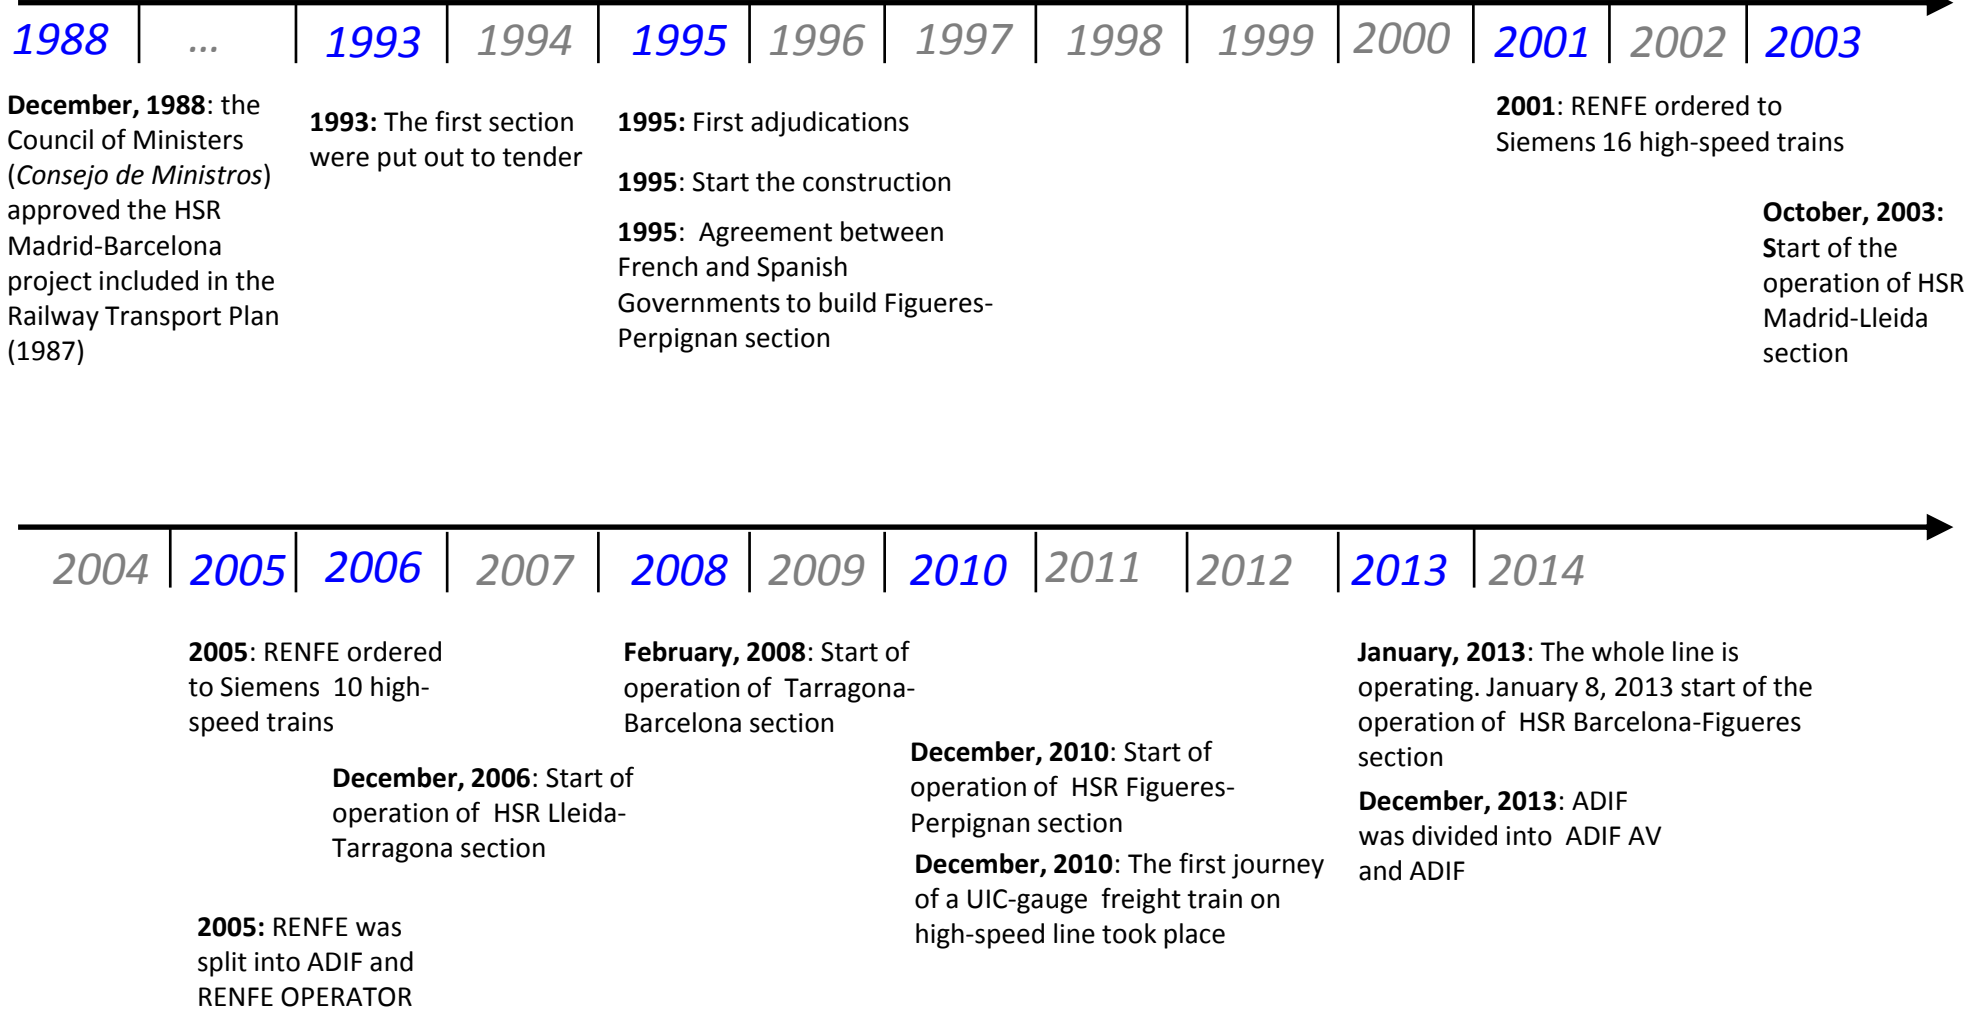 1988 ... 1993 1994 1995 1996 1997 1998 1999 2000 2001 2002 2003
December, 1988: the
Council of Ministers
(Consejo de Ministros)
approved the HSR
Madrid-Barcelona
project included in the
Railway Transport Plan
(1987)
1993: The first section
were put out to tender
1995: First adjudications
1995: Start the construction
1995: Agreement between
French and Spanish
Governments to build Figueres-
Perpignan section
2001: RENFE ordered to
Siemens 16 high-speed trains
October, 2003:
Start of the
operation of HSR
Madrid-Lleida
section
2004 2005 2006 2007 2008 2009 2010 2011 2012 2013 2014
2005: RENFE ordered
to Siemens 10 high-
speed trains
December, 2006: Start of
operation of HSR Lleida-
Tarragona section
2005: RENFE was
split into ADIF and
RENFE OPERATOR
February, 2008: Start of
operation of Tarragona-
Barcelona section
December, 2010: Start of
operation of HSR Figueres-
Perpignan section
December, 2010: The first journey
of a UIC-gauge freight train on
high-speed line took place
January, 2013: The whole line is
operating. January 8, 2013 start of the
operation of HSR Barcelona-Figueres
section
December, 2013: ADIF
was divided into ADIF AV
and ADIF